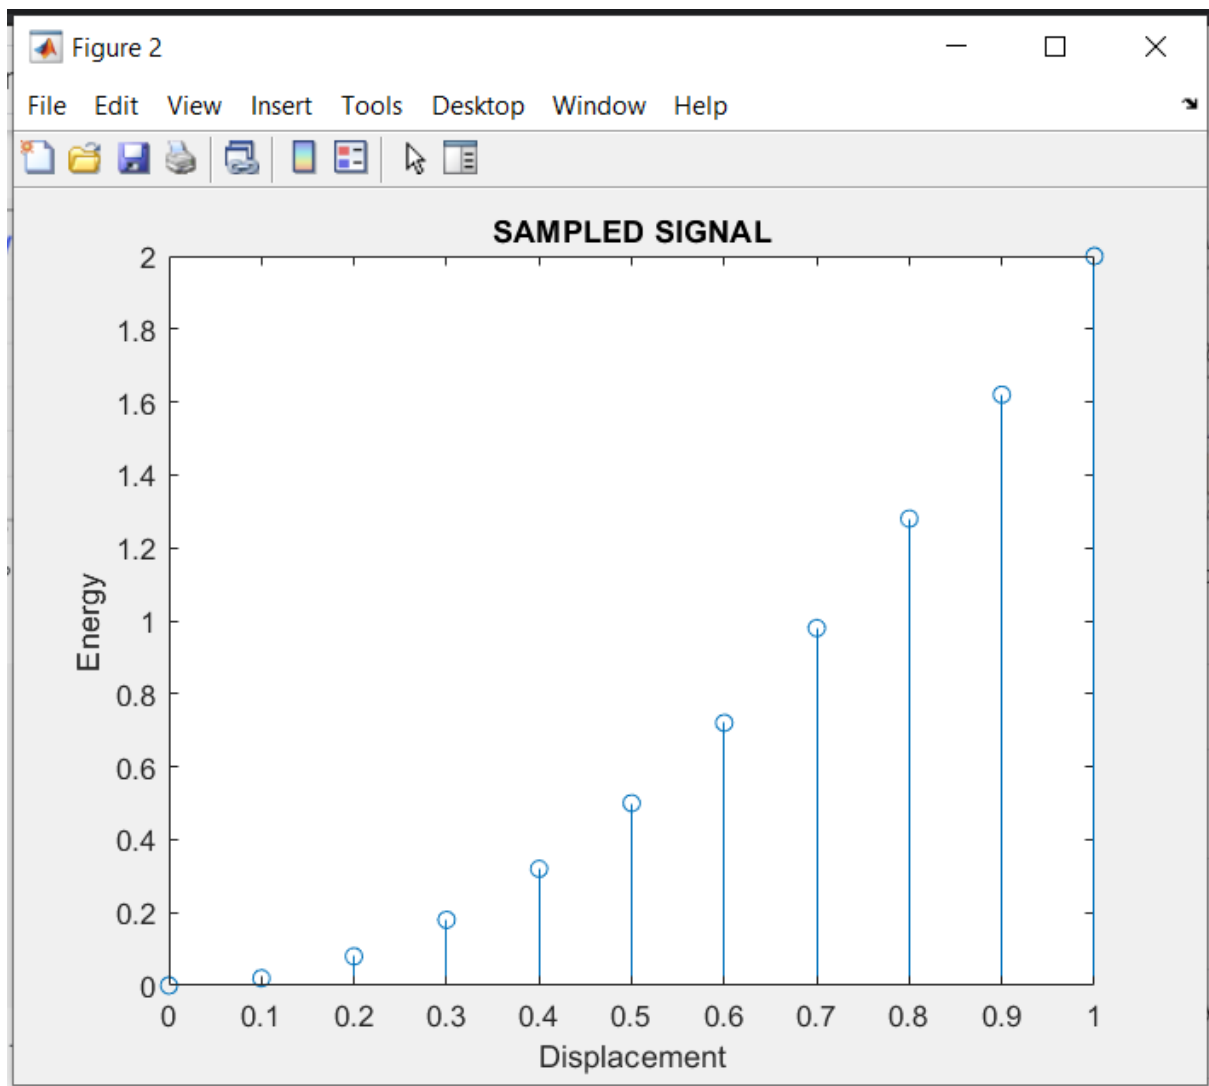 Figure 2
File Edit View Insert Tools Desktop Window Help
SAMPLED SIGNAL
2
1.8
1.6
1.4
1.2
1
0.8
0.6
0.4
0.2
0
Energy
0 0.1 0.2 0.3 0.4 0.5 0.6 0.7 0.8 0.9 1
Displacement